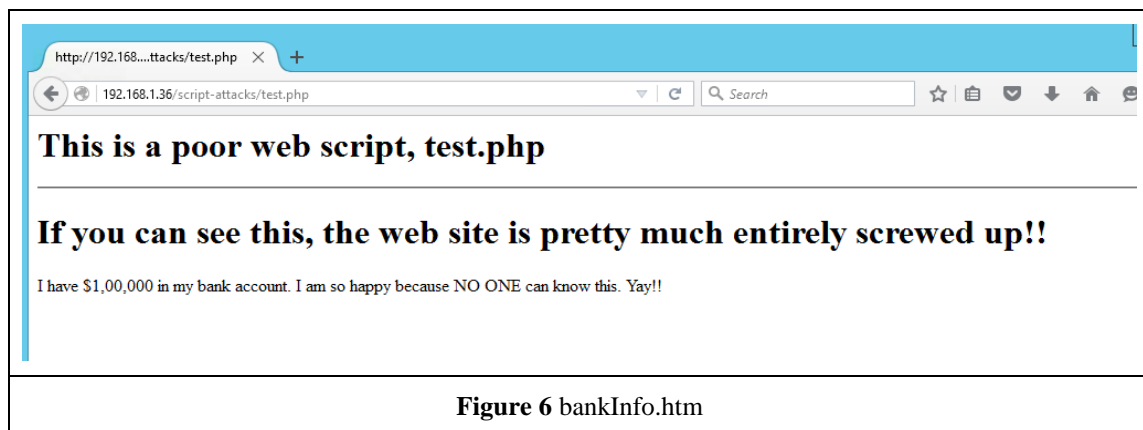 http://192.168....ttacks/test.php
192.168.1.36/script-attacks/test.php
Search
This is a poor web script, test.php
If you can see this, the web site is pretty much entirely screwed up!!
I have $1,00,000 in my bank account. I am so happy because NO ONE can know this. Yay!!
Figure 6 bankInfo.htm